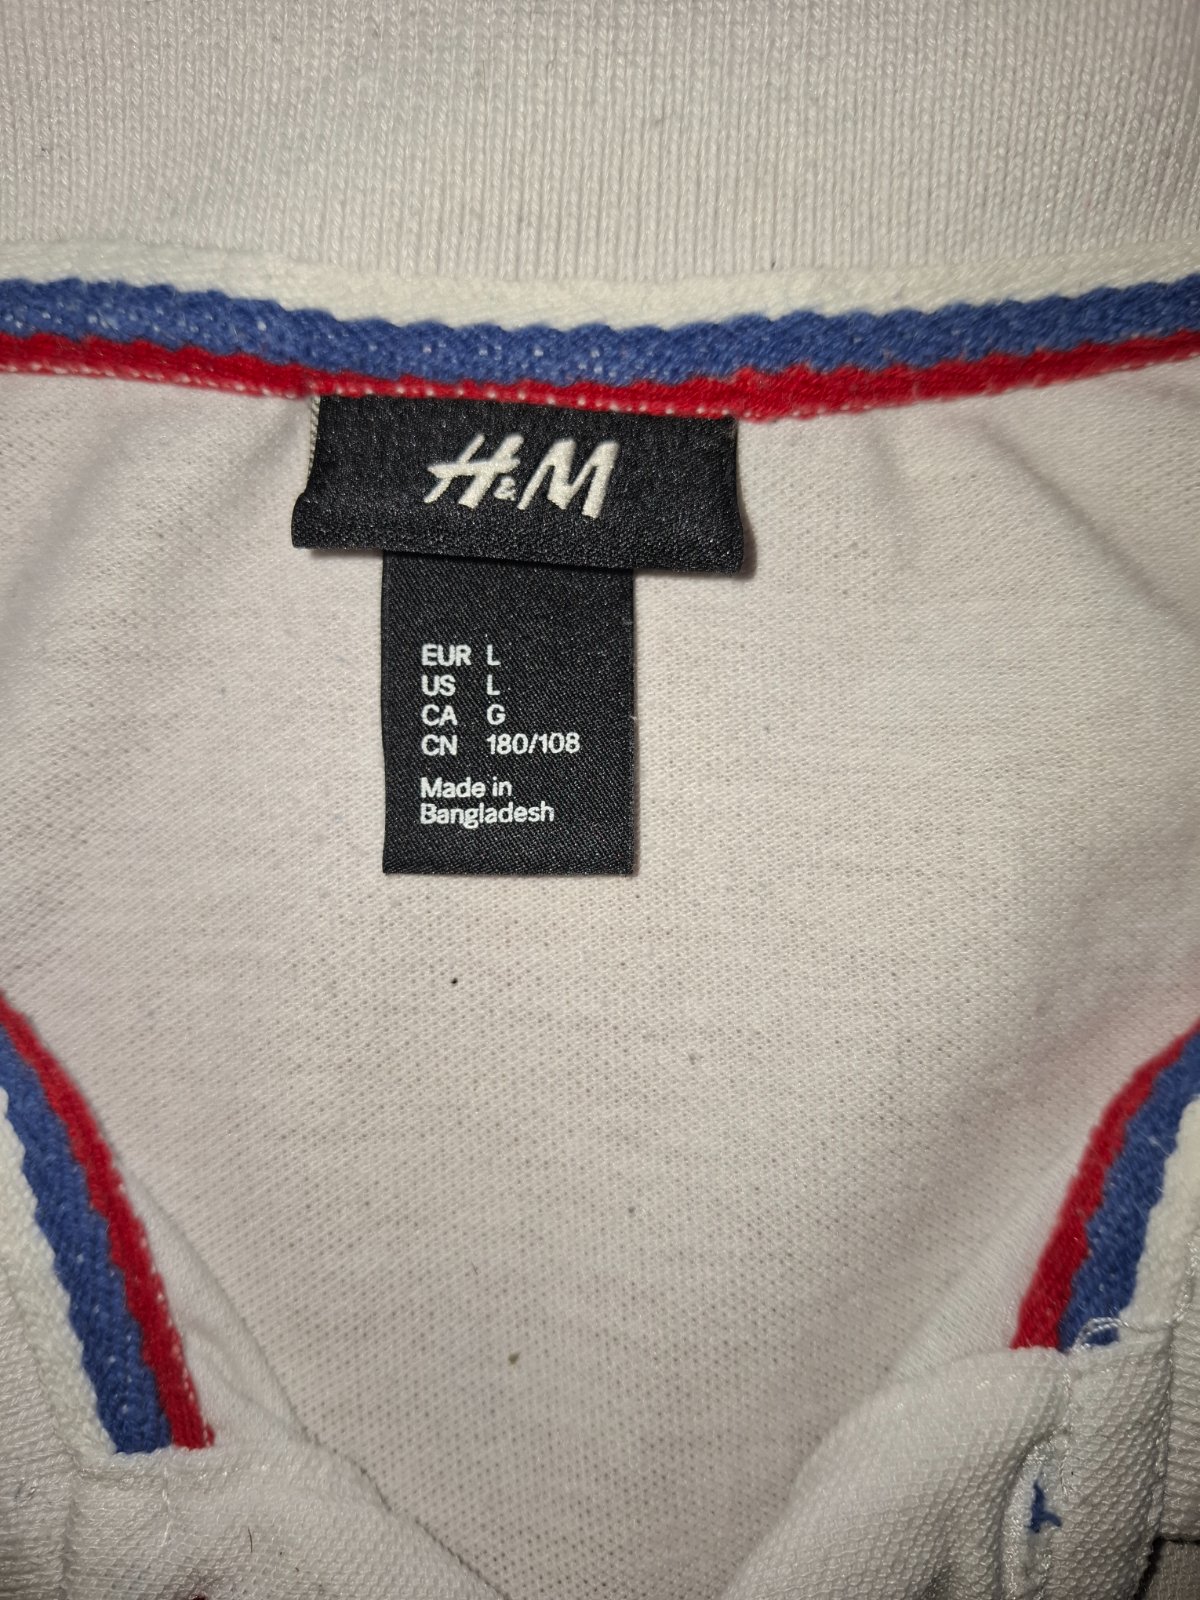 H&M
EUR L
US L
CA G
CN 180/108
Made in
Bangladesh